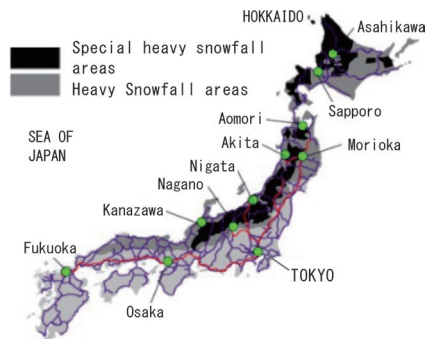 HOKKAIDO
Asahikawa
Special heavy snowfall
areas
Heavy Snowfall areas
Sapporo
Aomori
SEA OF
JAPAN
Akita
Morioka
Nigata
Nagano
Kanazawa
Fukuoka
TOKYO
Osaka